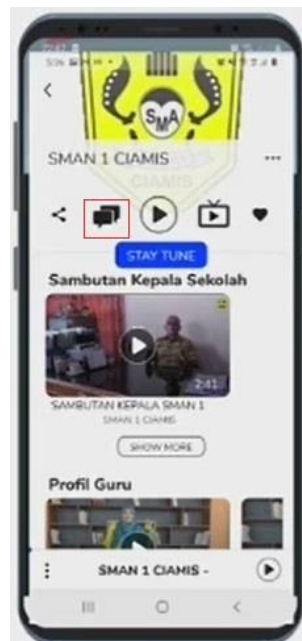 SMA
SMAN 1 CIAMIS
CIAMIS
STAY TUNE
Sambutan Kepala Sekolah
2:41
SAMBUTAN KEPALA SMAN 1
SMAN 1 CIAMIS
SHOW MORE
Profil Guru
SMAN 1 CIAMIS -